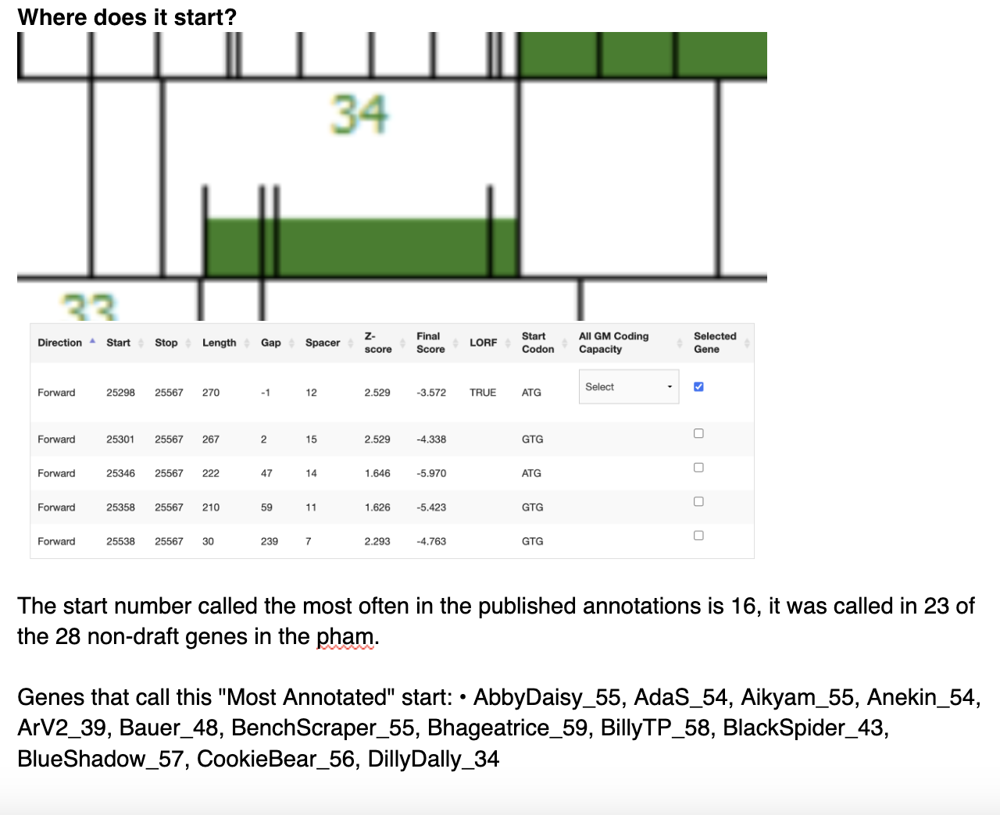 Where does it start?
34
33
Direction Start Stop Length Gap Spacer Z-score Final Score LORF Start Codon All GM Coding Capacity Selected Gene
Forward 25298 25567 270 -1 12 2.529 -3.572 TRUE ATG Select
Forward 25301 25567 267 2 15 2.529 -4.338 GTG
Forward 25346 25567 222 47 14 1.646 -5.970 ATG
Forward 25358 25567 210 59 11 1.626 -5.423 GTG
Forward 25538 25567 30 239 7 2.293 -4.763 GTG
The start number called the most often in the published annotations is 16, it was called in 23 of
the 28 non-draft genes in the pham.
Genes that call this "Most Annotated" start: • AbbyDaisy_55, AdaS_54, Aikyam_55, Anekin_54,
ArV2_39, Bauer_48, BenchScraper_55, Bhageatrice_59, BillyTP_58, BlackSpider_43,
BlueShadow_57, CookieBear_56, DillyDally_34